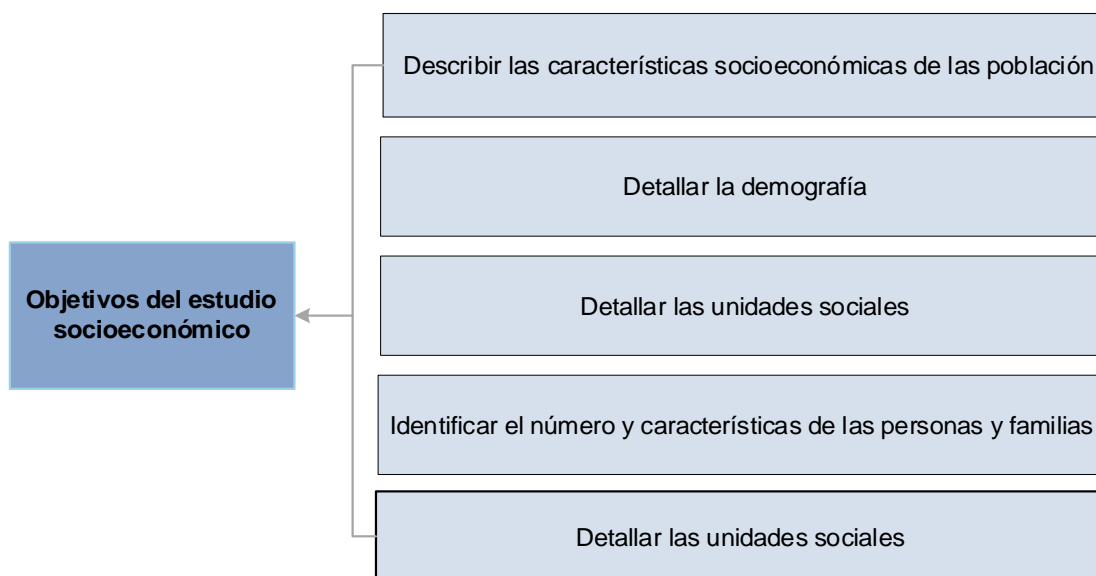 Describir las características socioeconómicas de las población
Detallar la demografía
Objetivos del estudio
socioeconómico
Detallar las unidades sociales
Identificar el número y características de las personas y familias
Detallar las unidades sociales